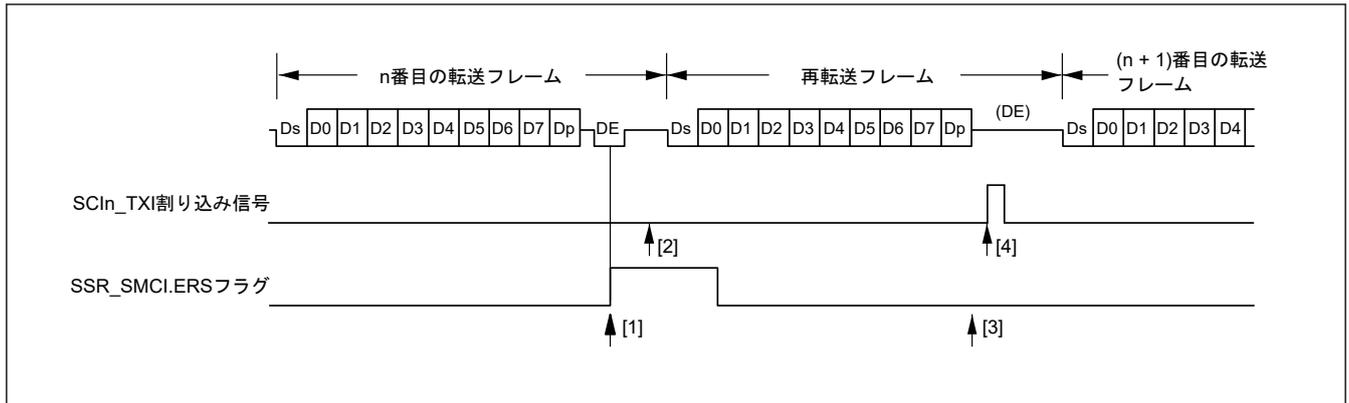 n番目の転送フレーム
再転送フレーム
(n + 1)番目の転送
フレーム
Ds D0 D1 D2 D3 D4 D5 D6 D7 Dp DE Ds D0 D1 D2 D3 D4 D5 D6 D7 Dp (DE) Ds D0 D1 D2 D3 D4
SCIn_TXI割り込み信号
[2] [4]
SSR_SMCI.ERSフラグ
[1] [3]